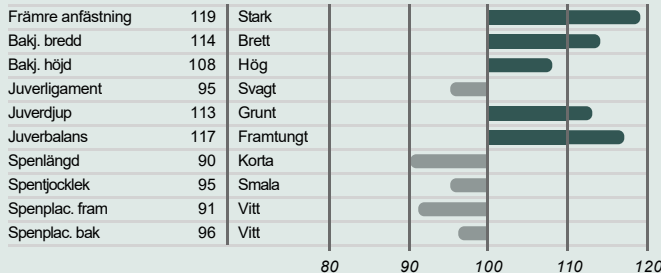 Främre anfästning 119 Stark
Bakj. bredd 114 Brett
Bakj. höjd 108 Hög
Juverligament 95 Svagt
Juverdjup 113 Grunt
Juverbalans 117 Framtungt
Spenlängd 90 Korta
Spentjocklek 95 Smala
Spenplac. fram 91 Vitt
Spenplac. bak 96 Vitt
80 90 100 110 120